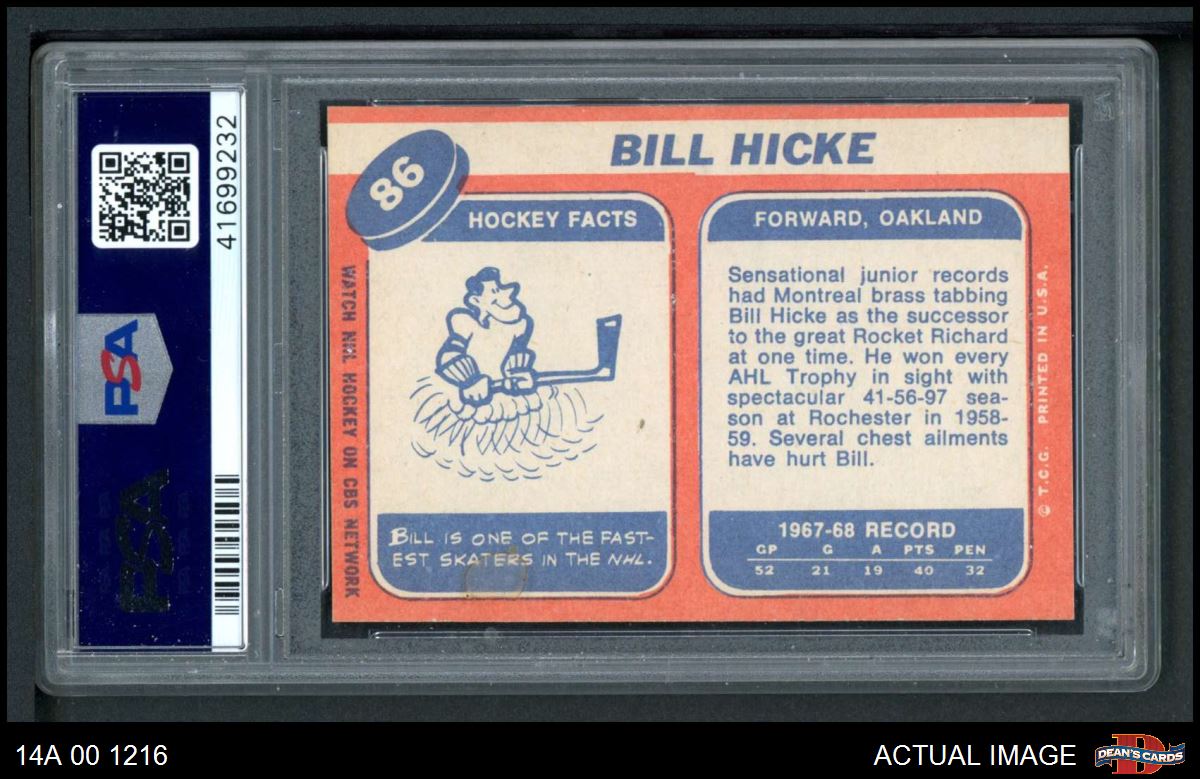 BILL HICKE
86
HOCKEY FACTS
BILL IS ONE OF THE FAST-
EST SKATERS IN THE NHL.
FORWARD, OAKLAND
Sensational junior records
had Montreal brass tabbing
Bill Hicke as the successor
to the great Rocket Richard
at one time. He won every
AHL Trophy in sight with
spectacular 41-56-97 sea-
son at Rochester in 1958-
59. Several chest ailments
have hurt Bill.
1967-68 RECORD
GP G A PTS PEN
52 21 19 40 32
WATCH NHL HOCKEY ON CBS NETWORK
© T.C.G. PRINTED IN U.S.A.
41699232
PSA
PSA
14A 00 1216
ACTUAL IMAGE
DEAN'S CARDS